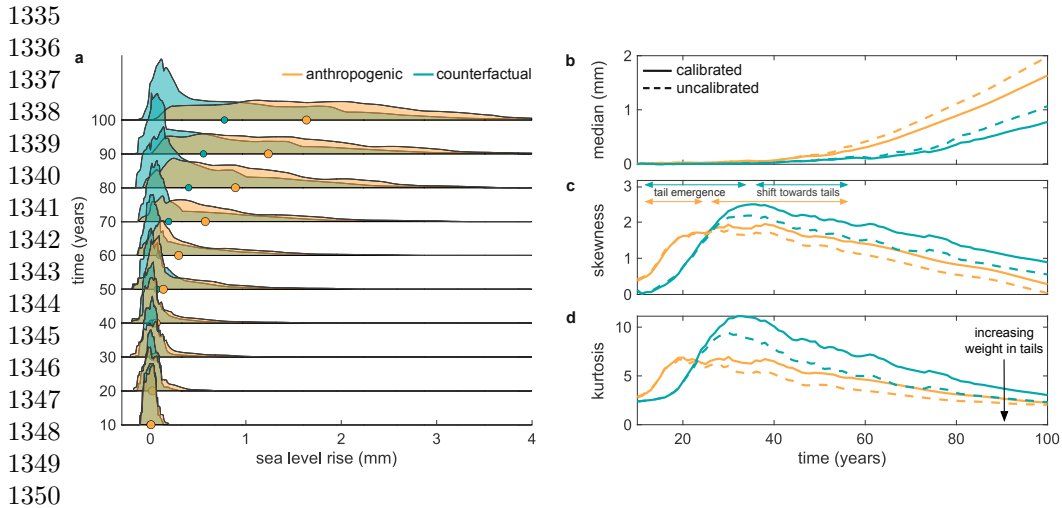 1335
1336
1337
1338
1339
1340
1341
1342
1343
1344
1345
1346
1347
1348
1349
1350
a
anthropogenic
counterfactual
time (years)
100
90
80
70
60
50
40
30
20
10
0
1
2
3
4
sea level rise (mm)
b
calibrated
uncalibrated
median (mm)
2
1
0
c
tail emergence
shift towards tails
skewness
3
2
1
0
d
increasing
weight in tails
kurtosis
10
5
0
20
40
60
80
100
time (years)